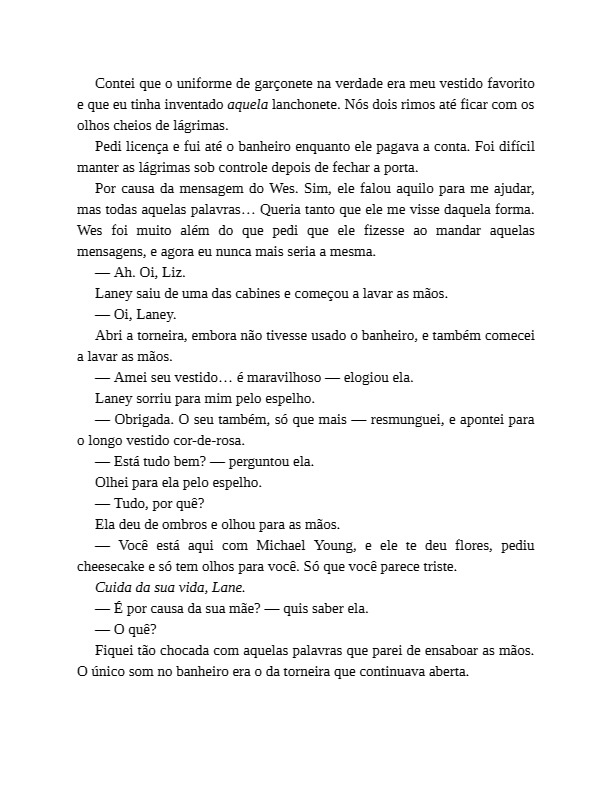 Contei que o uniforme de garçonete na verdade era meu vestido favorito
e que eu tinha inventado aquela lanchonete. Nós dois rimos até ficar com os
olhos cheios de lágrimas.
Pedi licença e fui até o banheiro enquanto ele pagava a conta. Foi difícil
manter as lágrimas sob controle depois de fechar a porta.
Por causa da mensagem do Wes. Sim, ele falou aquilo para me ajudar,
mas todas aquelas palavras… Queria tanto que ele me visse daquela forma.
Wes foi muito além do que pedi que ele fizesse ao mandar aquelas
mensagens, e agora eu nunca mais seria a mesma.
— Ah. Oi, Liz.
Laney saiu de uma das cabines e começou a lavar as mãos.
— Oi, Laney.
Abri a torneira, embora não tivesse usado o banheiro, e também comecei
a lavar as mãos.
— Amei seu vestido… é maravilhoso — elogiou ela.
Laney sorriu para mim pelo espelho.
— Obrigada. O seu também, só que mais — resmunguei, e apontei para
o longo vestido cor-de-rosa.
— Está tudo bem? — perguntou ela.
Olhei para ela pelo espelho.
— Tudo, por quê?
Ela deu de ombros e olhou para as mãos.
— Você está aqui com Michael Young, e ele te deu flores, pediu
cheesecake e só tem olhos para você. Só que você parece triste.
Cuida da sua vida, Lane.
— É por causa da sua mãe? — quis saber ela.
— O quê?
Fiquei tão chocada com aquelas palavras que parei de ensaboar as mãos.
O único som no banheiro era o da torneira que continuava aberta.